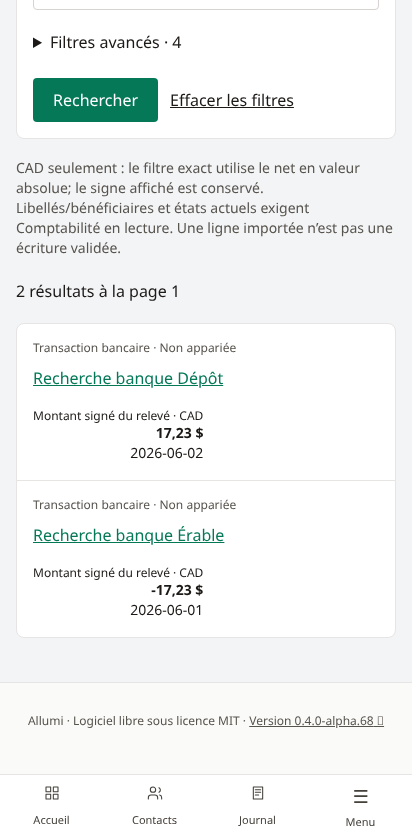 Filtres avancés · 4
Rechercher
Effacer les filtres
CAD seulement : le filtre exact utilise le net en valeur
absolue; le signe affiché est conservé.
Libellés/bénéficiaires et états actuels exigent
Comptabilité en lecture. Une ligne importée n’est pas une
écriture validée.
2 résultats à la page 1
Transaction bancaire · Non appariée
Recherche banque Dépôt
Montant signé du relevé · CAD
17,23 $
2026-06-02
Transaction bancaire · Non appariée
Recherche banque Érable
Montant signé du relevé · CAD
-17,23 $
2026-06-01
Allumi · Logiciel libre sous licence MIT · Version 0.4.0-alpha.68
Accueil
Contacts
Journal
Menu